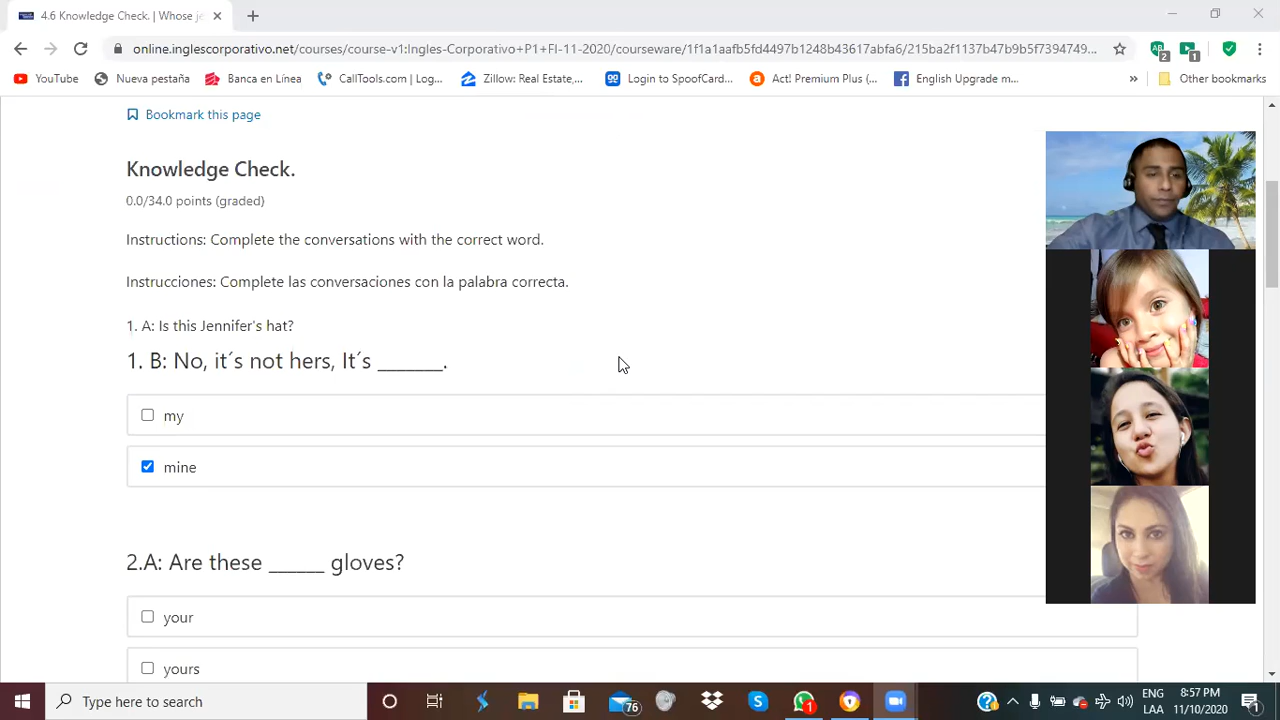 4.6 Knowledge Check. | Whose je
online.inglescorporativo.net/courses/course-v1:Ingles-Corporativo+P1+FI-11-2020/courseware/1f1a1aafb5fd4497b1248b43617abfa6/215ba2f1137b47b9b5f7394749...
2
1
YouTube
Nueva pestaña
Banca en Línea
CallTools.com | Log...
Zillow: Real Estate,...
Login to SpoofCard...
Act! Premium Plus (...
English Upgrade m...
»
Other bookmarks
Bookmark this page
Knowledge Check.
0.0/34.0 points (graded)
Instructions: Complete the conversations with the correct word.
Instrucciones: Complete las conversaciones con la palabra correcta.
1. A: Is this Jennifer's hat?
1. B: No, it´s not hers, It´s _______.
my
mine
2.A: Are these ______ gloves?
your
yours
Type here to search
76
1
ENG
LAA
8:57 PM
11/10/2020
1